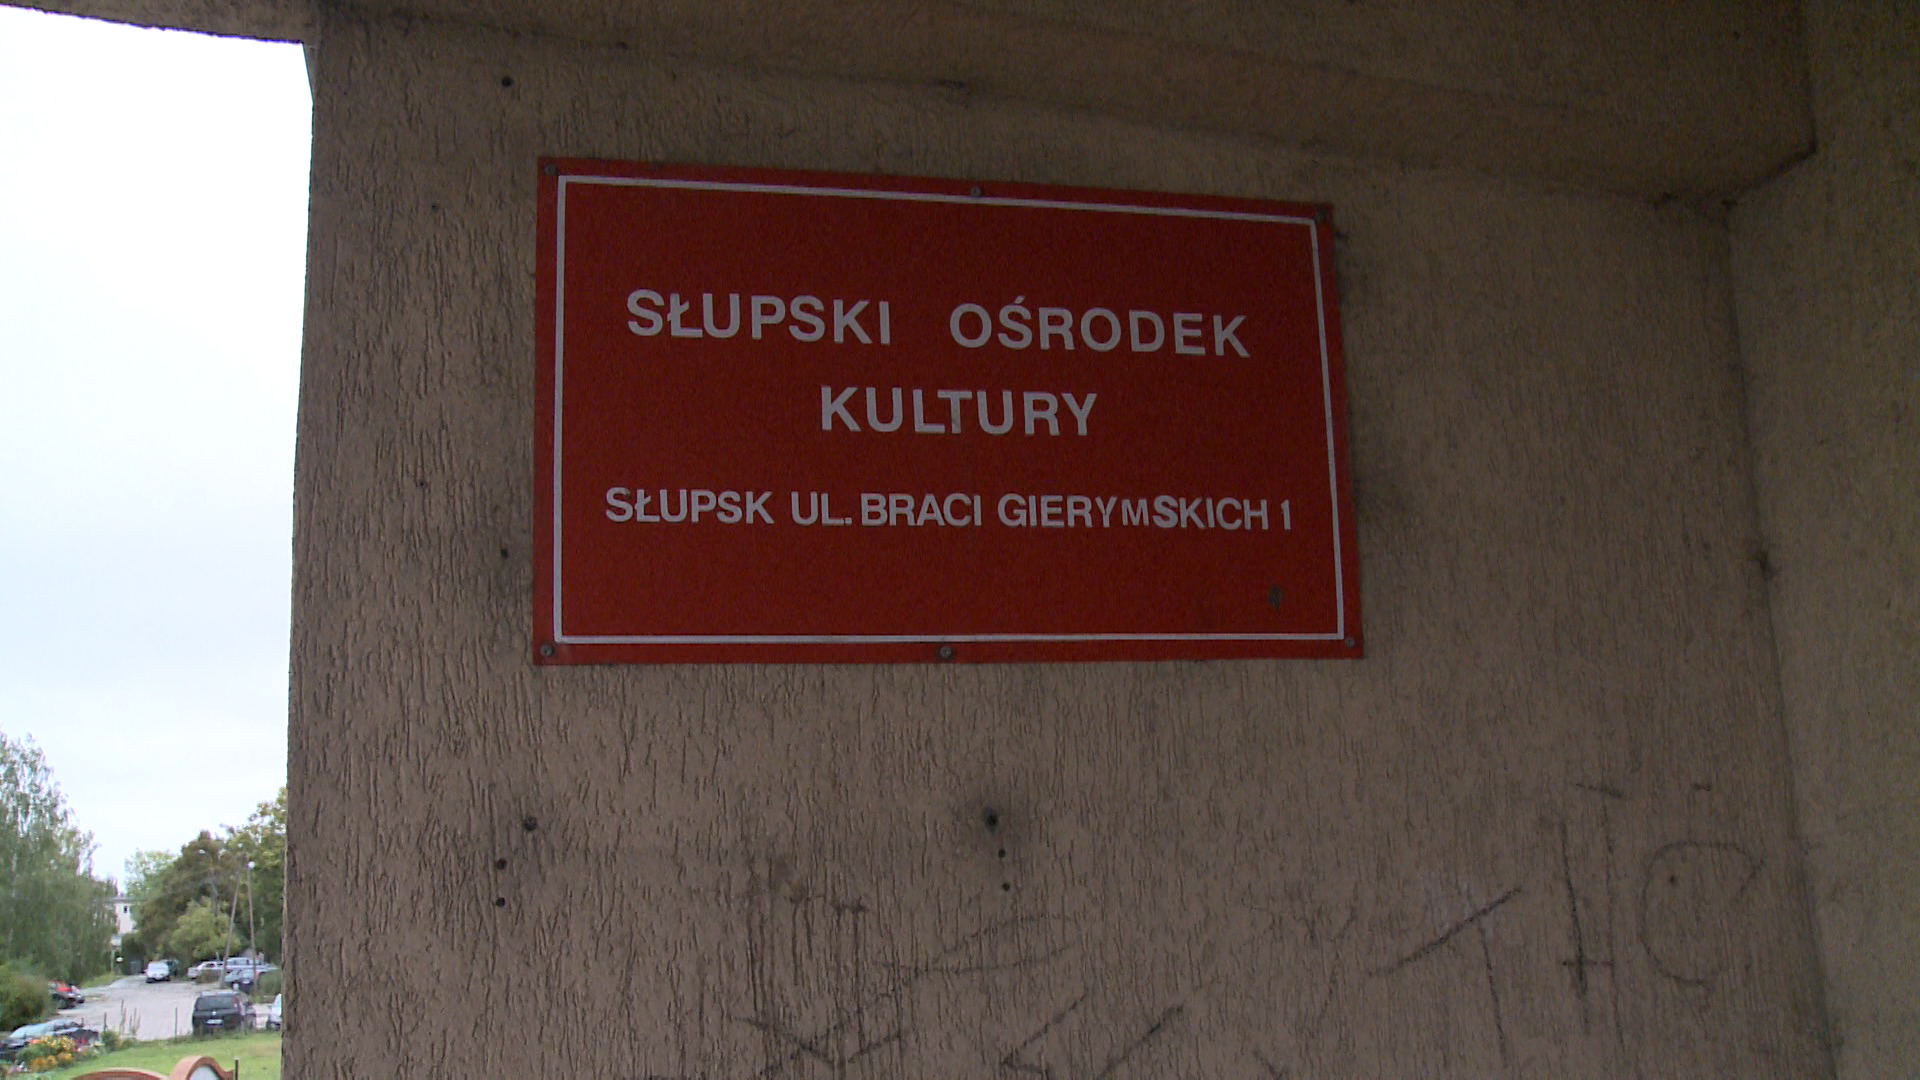 SŁUPSKI OŚRODEK
KULTURY
SŁUPSK UL. BRACI GIERYMSKICH 1